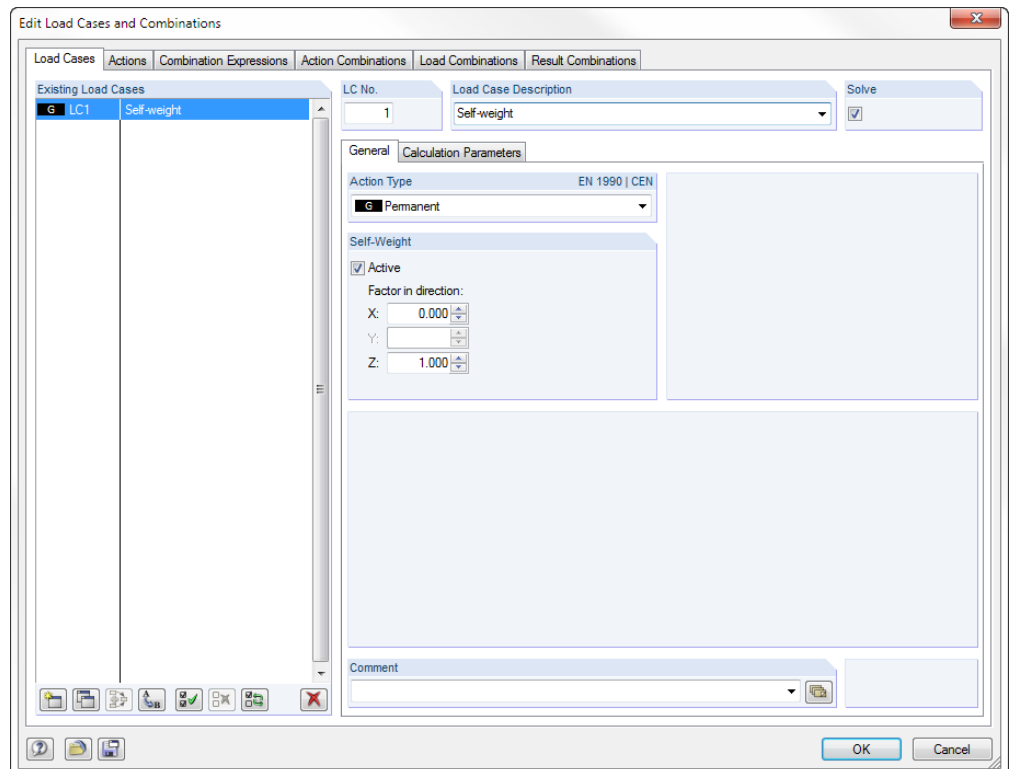 Edit Load Cases and Combinations
Load Cases Actions Combination Expressions Action Combinations Load Combinations Result Combinations
Existing Load Cases
G LC1 Self-weight
LC No.
1
Load Case Description
Self-weight
Solve
General Calculation Parameters
Action Type EN 1990 | CEN
G Permanent
Self-Weight
Active
Factor in direction:
X: 0.000
Y:
Z: 1.000
Comment
OK Cancel